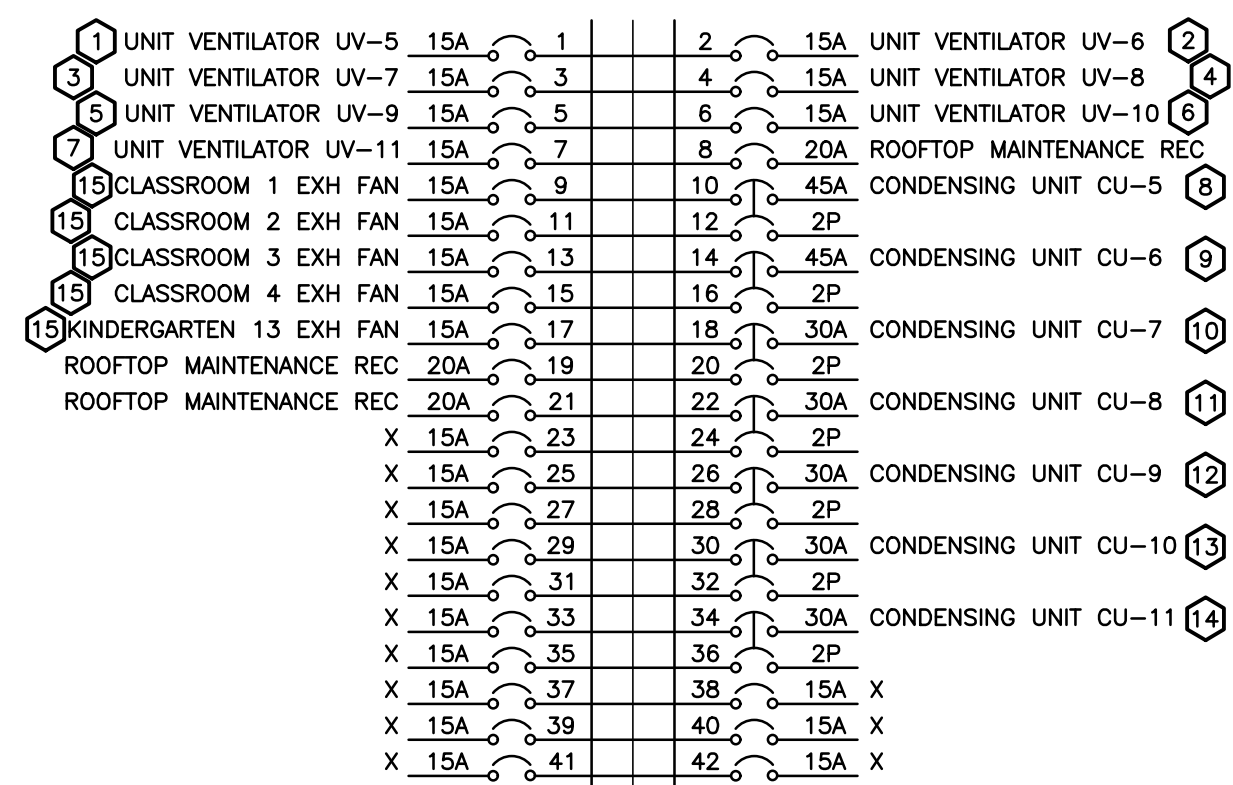 1 UNIT VENTILATOR UV-5 15A 1 2 15A UNIT VENTILATOR UV-6 2
3 UNIT VENTILATOR UV-7 15A 3 4 15A UNIT VENTILATOR UV-8 4
5 UNIT VENTILATOR UV-9 15A 5 6 15A UNIT VENTILATOR UV-10 6
7 UNIT VENTILATOR UV-11 15A 7 8 20A ROOFTOP MAINTENANCE REC
15 CLASSROOM 1 EXH FAN 15A 9 10 45A CONDENSING UNIT CU-5 8
15 CLASSROOM 2 EXH FAN 15A 11 12 2P
15 CLASSROOM 3 EXH FAN 15A 13 14 45A CONDENSING UNIT CU-6 9
15 CLASSROOM 4 EXH FAN 15A 15 16 2P
15 KINDERGARTEN 13 EXH FAN 15A 17 18 30A CONDENSING UNIT CU-7 10
ROOFTOP MAINTENANCE REC 20A 19 20 2P
ROOFTOP MAINTENANCE REC 20A 21 22 30A CONDENSING UNIT CU-8 11
X 15A 23 24 2P
X 15A 25 26 30A CONDENSING UNIT CU-9 12
X 15A 27 28 2P
X 15A 29 30 30A CONDENSING UNIT CU-10 13
X 15A 31 32 2P
X 15A 33 34 30A CONDENSING UNIT CU-11 14
X 15A 35 36 2P
X 15A 37 38 15A X
X 15A 39 40 15A X
X 15A 41 42 15A X